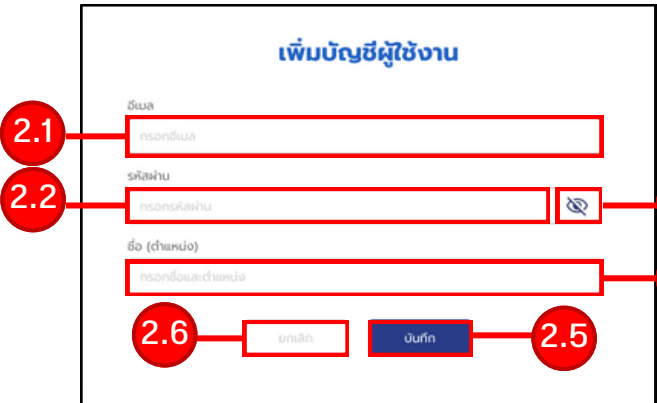 เพิ่มบัญชีผู้ใช้งาน
อีเมล
2.1
กรอกอีเมล
รหัสผ่าน
2.2
กรอกรหัสผ่าน
ชื่อ (ตำแหน่ง)
กรอกชื่อและตำแหน่ง
2.6
ยกเลิก
บันทึก
2.5